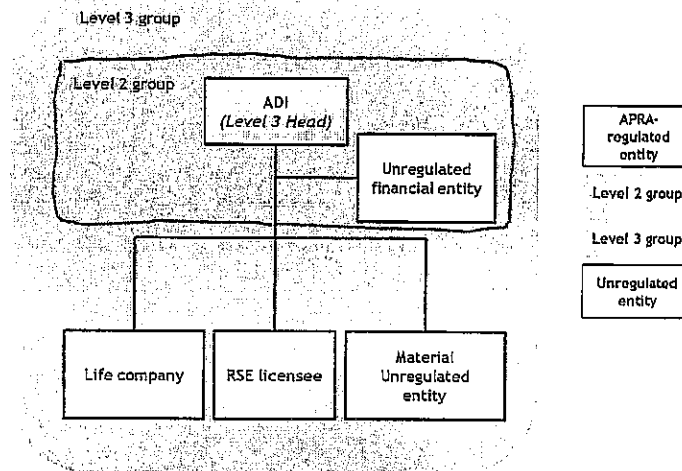 Level 3 group
Level 2 group
ADI
(Level 3 Head)
Unregulated
financial entity
Life company
RSE licensee
Material
Unregulated
entity
APRA-
regulated
entity
Level 2 group
Level 3 group
Unregulated
entity